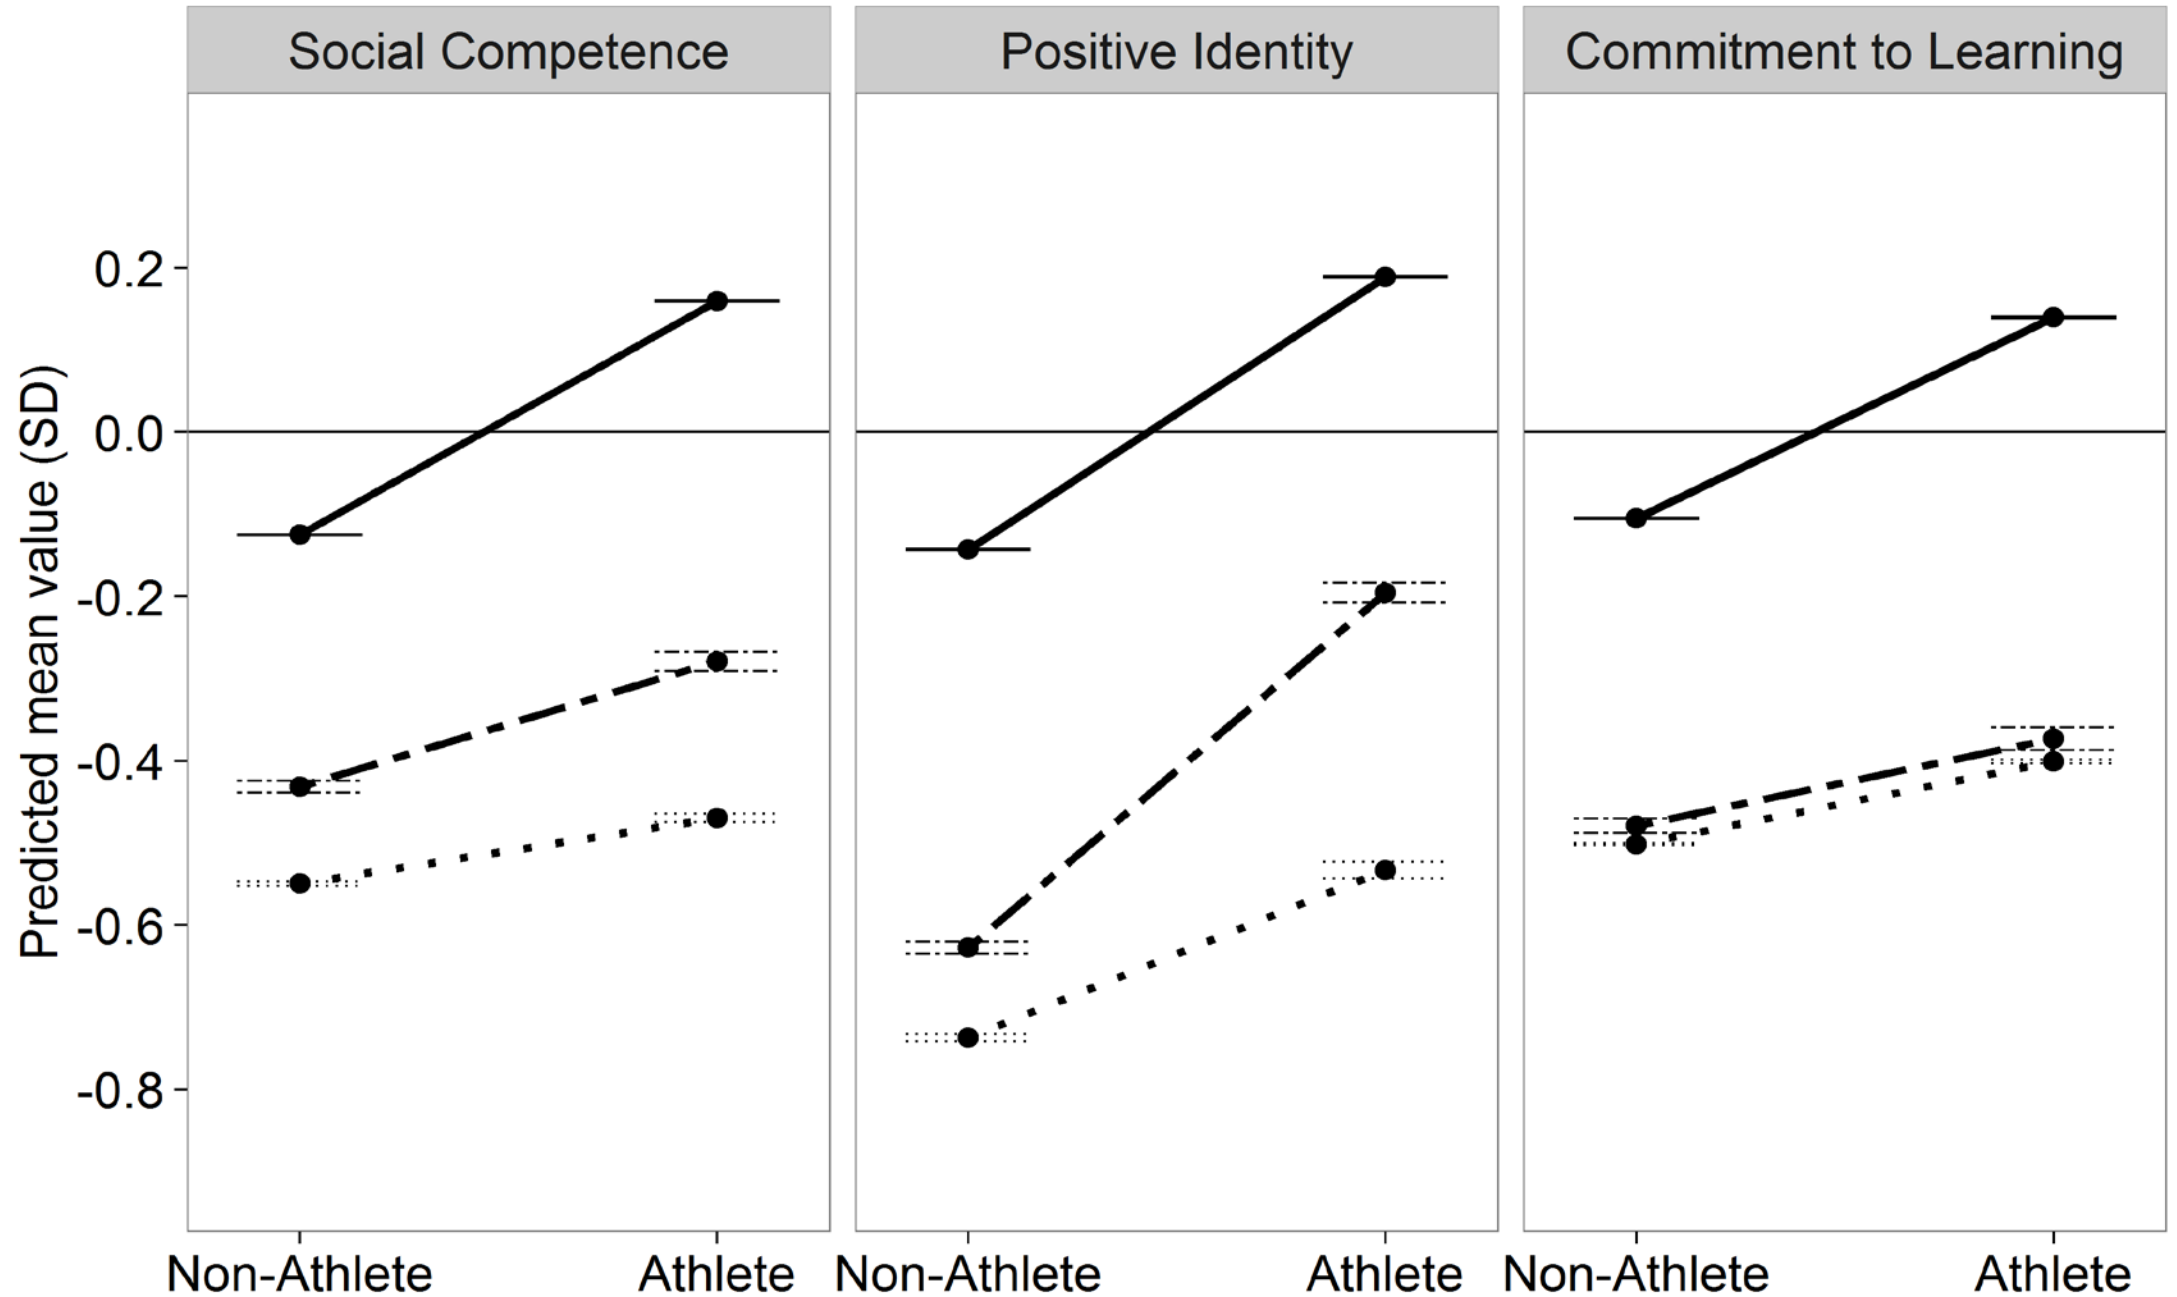 Social Competence
Positive Identity
Commitment to Learning
Predicted mean value (SD)
0.2
0.0
-0.2
-0.4
-0.6
-0.8
Non-Athlete
Athlete
Non-Athlete
Athlete
Non-Athlete
Athlete